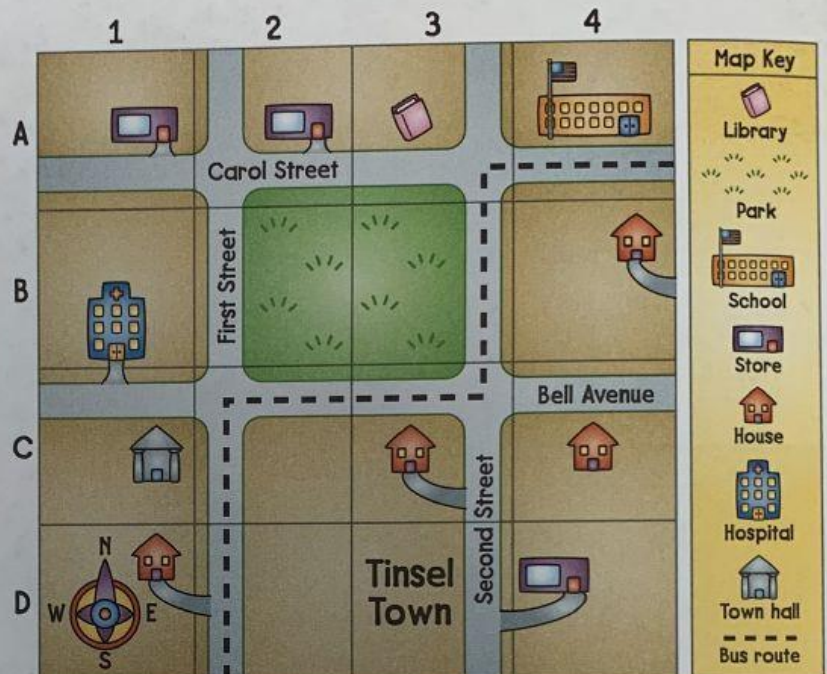 1 2 3 4
A
B
C
D
Carol Street
First Street
Bell Avenue
Second Street
Tinsel
Town
N
W E
S
Map Key
Library
Park
School
Store
House
Hospital
Town hall
Bus route